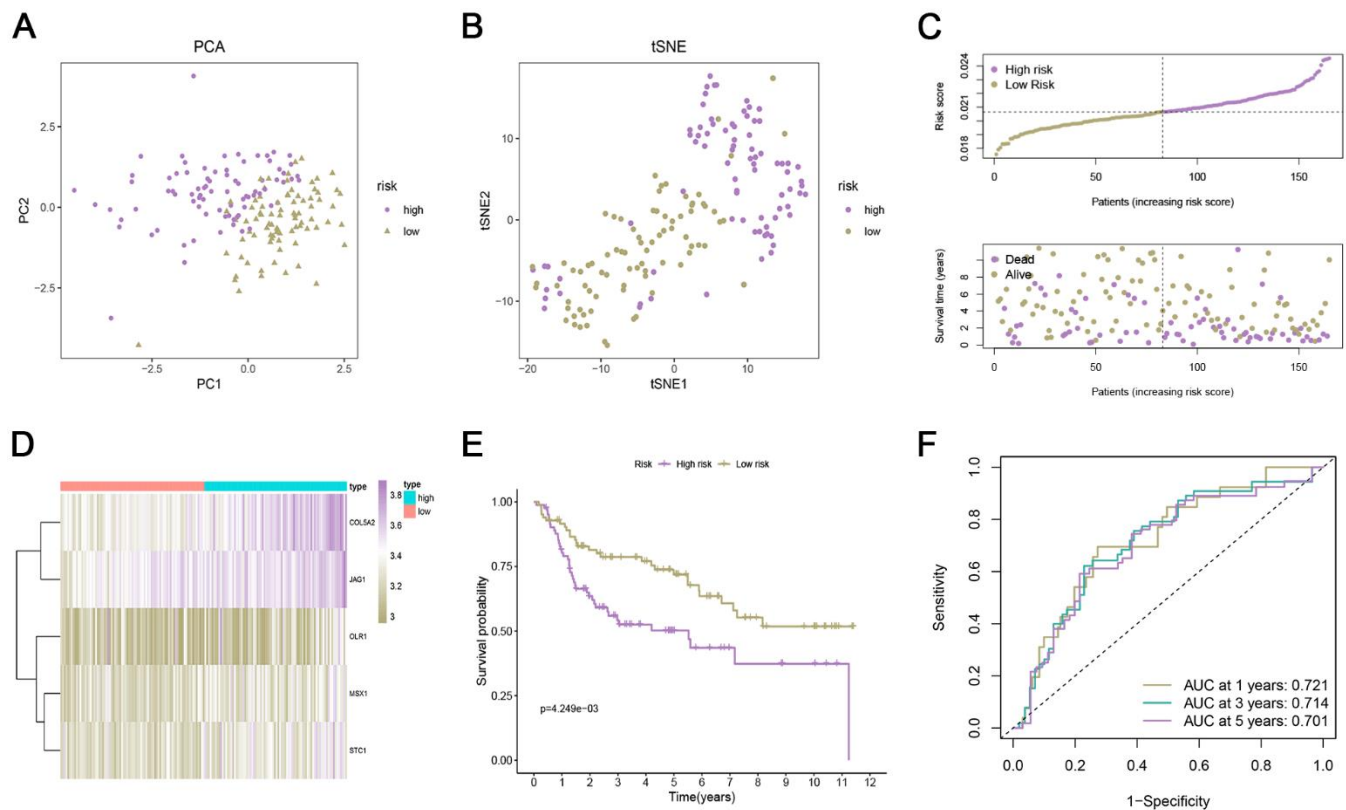 A
PCA
2.5
0.0
−2.5
PC2
−2.5
0.0
2.5
PC1
risk
high
low
B
tSNE
10
0
−10
tSNE2
−20
−10
0
10
tSNE1
risk
high
low
C
High risk
Low Risk
0.024
0.021
0.018
Risk score
0
50
100
150
Patients (increasing risk score)
Dead
Alive
10
8
6
4
2
0
Survival time (years)
0
50
100
150
Patients (increasing risk score)
D
type
COL5A2
JAG1
OLR1
MSX1
STC1
3.8
3.6
3.4
3.2
3
type
high
low
E
Risk High risk Low risk
1.00
0.75
0.50
0.25
0.00
Survival probability
p=4.249e−03
0 1 2 3 4 5 6 7 8 9 10 11 12
Time(years)
F
1.0
0.8
0.6
0.4
0.2
0.0
Sensitivity
AUC at 1 years: 0.721
AUC at 3 years: 0.714
AUC at 5 years: 0.701
0.0 0.2 0.4 0.6 0.8 1.0
1−Specificity